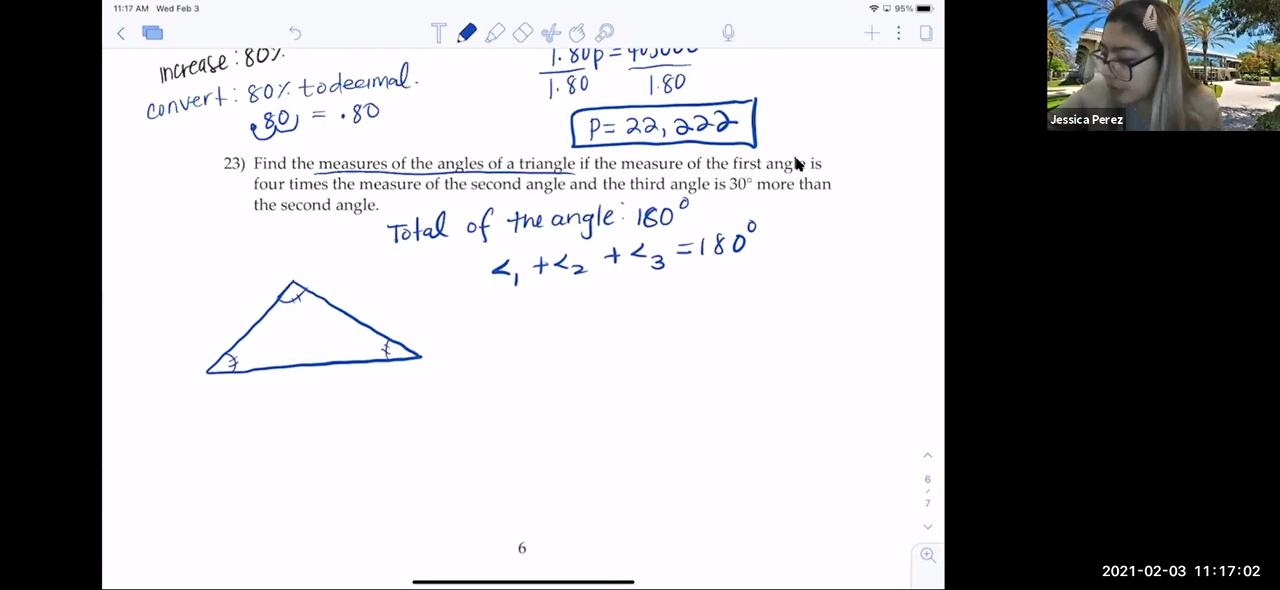 11:17 AM Wed Feb 3
95%
increase : 80%
1.80p =
convert : 80% to decimal.
1.80 1.80
80 = .80
P = 22,222
Jessica Perez
23) Find the measures of the angles of a triangle if the measure of the first angle is
four times the measure of the second angle and the third angle is 30° more than
the second angle.
Total of the angle: 180°
<1 + <2 + <3 = 180°
6
/
7
6
2021-02-03 11:17:02